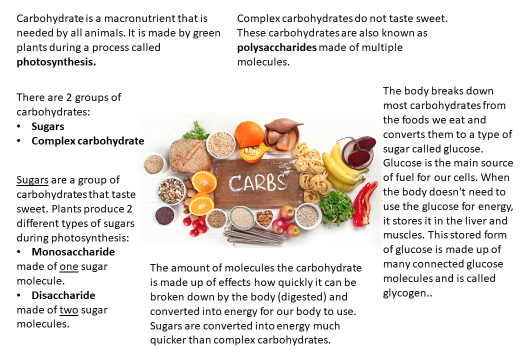 Carbohydrate is a macronutrient that is
needed by all animals. It is made by green
plants during a process called
photosynthesis.
Complex carbohydrates do not taste sweet.
These carbohydrates are also known as
polysaccharides made of multiple
molecules.
There are 2 groups of
carbohydrates:
• Sugars
• Complex carbohydrate
Sugars are a group of
carbohydrates that taste
sweet. Plants produce 2
different types of sugars
during photosynthesis:
• Monosaccharide
made of one sugar
molecule.
• Disaccharide
made of two sugar
molecules.
CARBS
The amount of molecules the carbohydrate
is made up of effects how quickly it can be
broken down by the body (digested) and
converted into energy for our body to use.
Sugars are converted into energy much
quicker than complex carbohydrates.
The body breaks down
most carbohydrates from
the foods we eat and
converts them to a type of
sugar called glucose.
Glucose is the main source
of fuel for our cells. When
the body doesn't need to
use the glucose for energy,
it stores it in the liver and
muscles. This stored form
of glucose is made up of
many connected glucose
molecules and is called
glycogen..